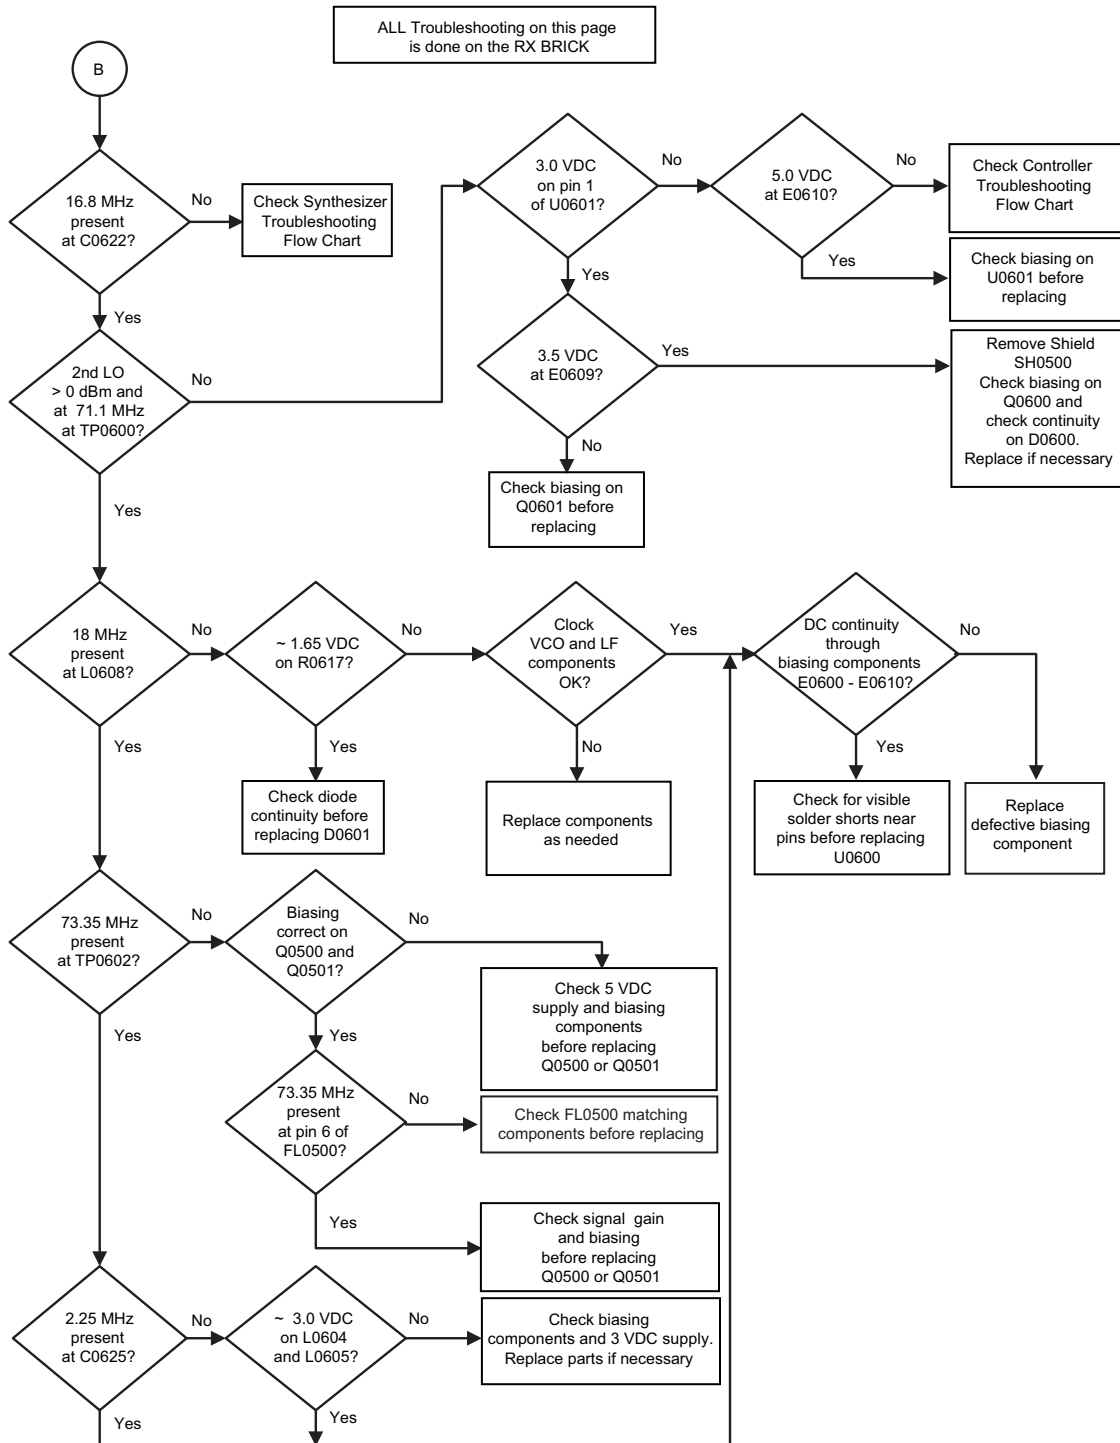 ALL Troubleshooting on this page
is done on the RX BRICK
B
16.8 MHz
present
at C0622?
No
Check Synthesizer
Troubleshooting
Flow Chart
Yes
3.0 VDC
on pin 1
of U0601?
No
5.0 VDC
at E0610?
No
Check Controller
Troubleshooting
Flow Chart
Yes
Check biasing on
U0601 before
replacing
Yes
2nd LO
> 0 dBm and
at 71.1 MHz
at TP0600?
No
3.5 VDC
at E0609?
Yes
Remove Shield
SH0500
Check biasing on
Q0600 and
check continuity
on D0600.
Replace if necessary
No
Check biasing on
Q0601 before
replacing
Yes
18 MHz
present
at L0608?
No
~ 1.65 VDC
on R0617?
No
Clock
VCO and LF
components
OK?
Yes
DC continuity
through
biasing components
E0600 - E0610?
No
Yes
Yes
No
Yes
Check diode
continuity before
replacing D0601
Replace components
as needed
Check for visible
solder shorts near
pins before replacing
U0600
Replace
defective biasing
component
73.35 MHz
present
at TP0602?
No
Biasing
correct on
Q0500 and
Q0501?
No
Check 5 VDC
supply and biasing
components
before replacing
Q0500 or Q0501
Yes
Yes
73.35 MHz
present
at pin 6 of
FL0500?
No
Check FL0500 matching
components before replacing
Yes
Check signal gain
and biasing
before replacing
Q0500 or Q0501
2.25 MHz
present
at C0625?
No
~ 3.0 VDC
on L0604
and L0605?
No
Check biasing
components and 3 VDC supply.
Replace parts if necessary
Yes
Yes